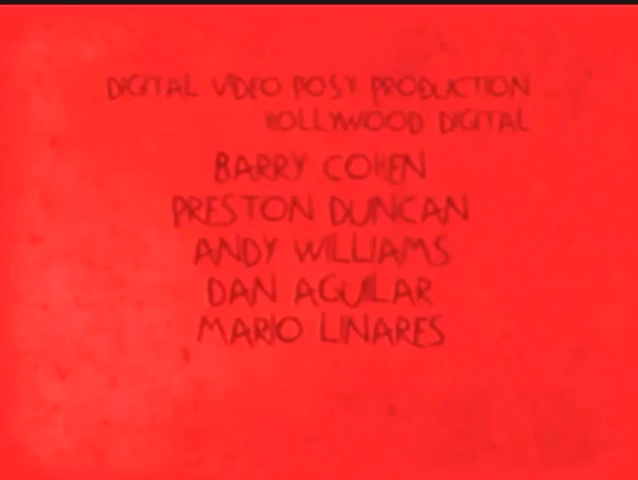 DIGITAL VIDEO POST PRODUCTION
HOLLYWOOD DIGITAL
BARRY COHEN
PRESTON DUNCAN
ANDY WILLIAMS
DAN AGUILAR
MARIO LINARES